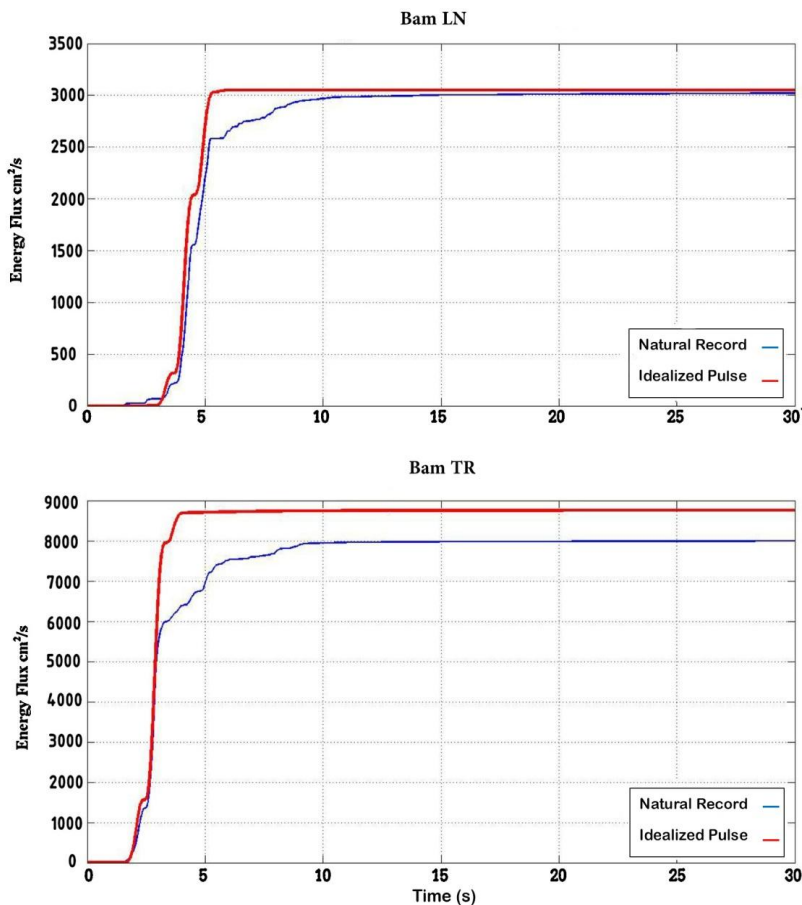 Bam LN
Energy Flux cm²/s
3500
3000
2500
2000
1500
1000
500
0
Natural Record
Idealized Pulse
0 5 10 15 20 25 30
Bam TR
Energy Flux cm²/s
9000
8000
7000
6000
5000
4000
3000
2000
1000
0
Natural Record
Idealized Pulse
0 5 10 15 20 25 30
Time (s)